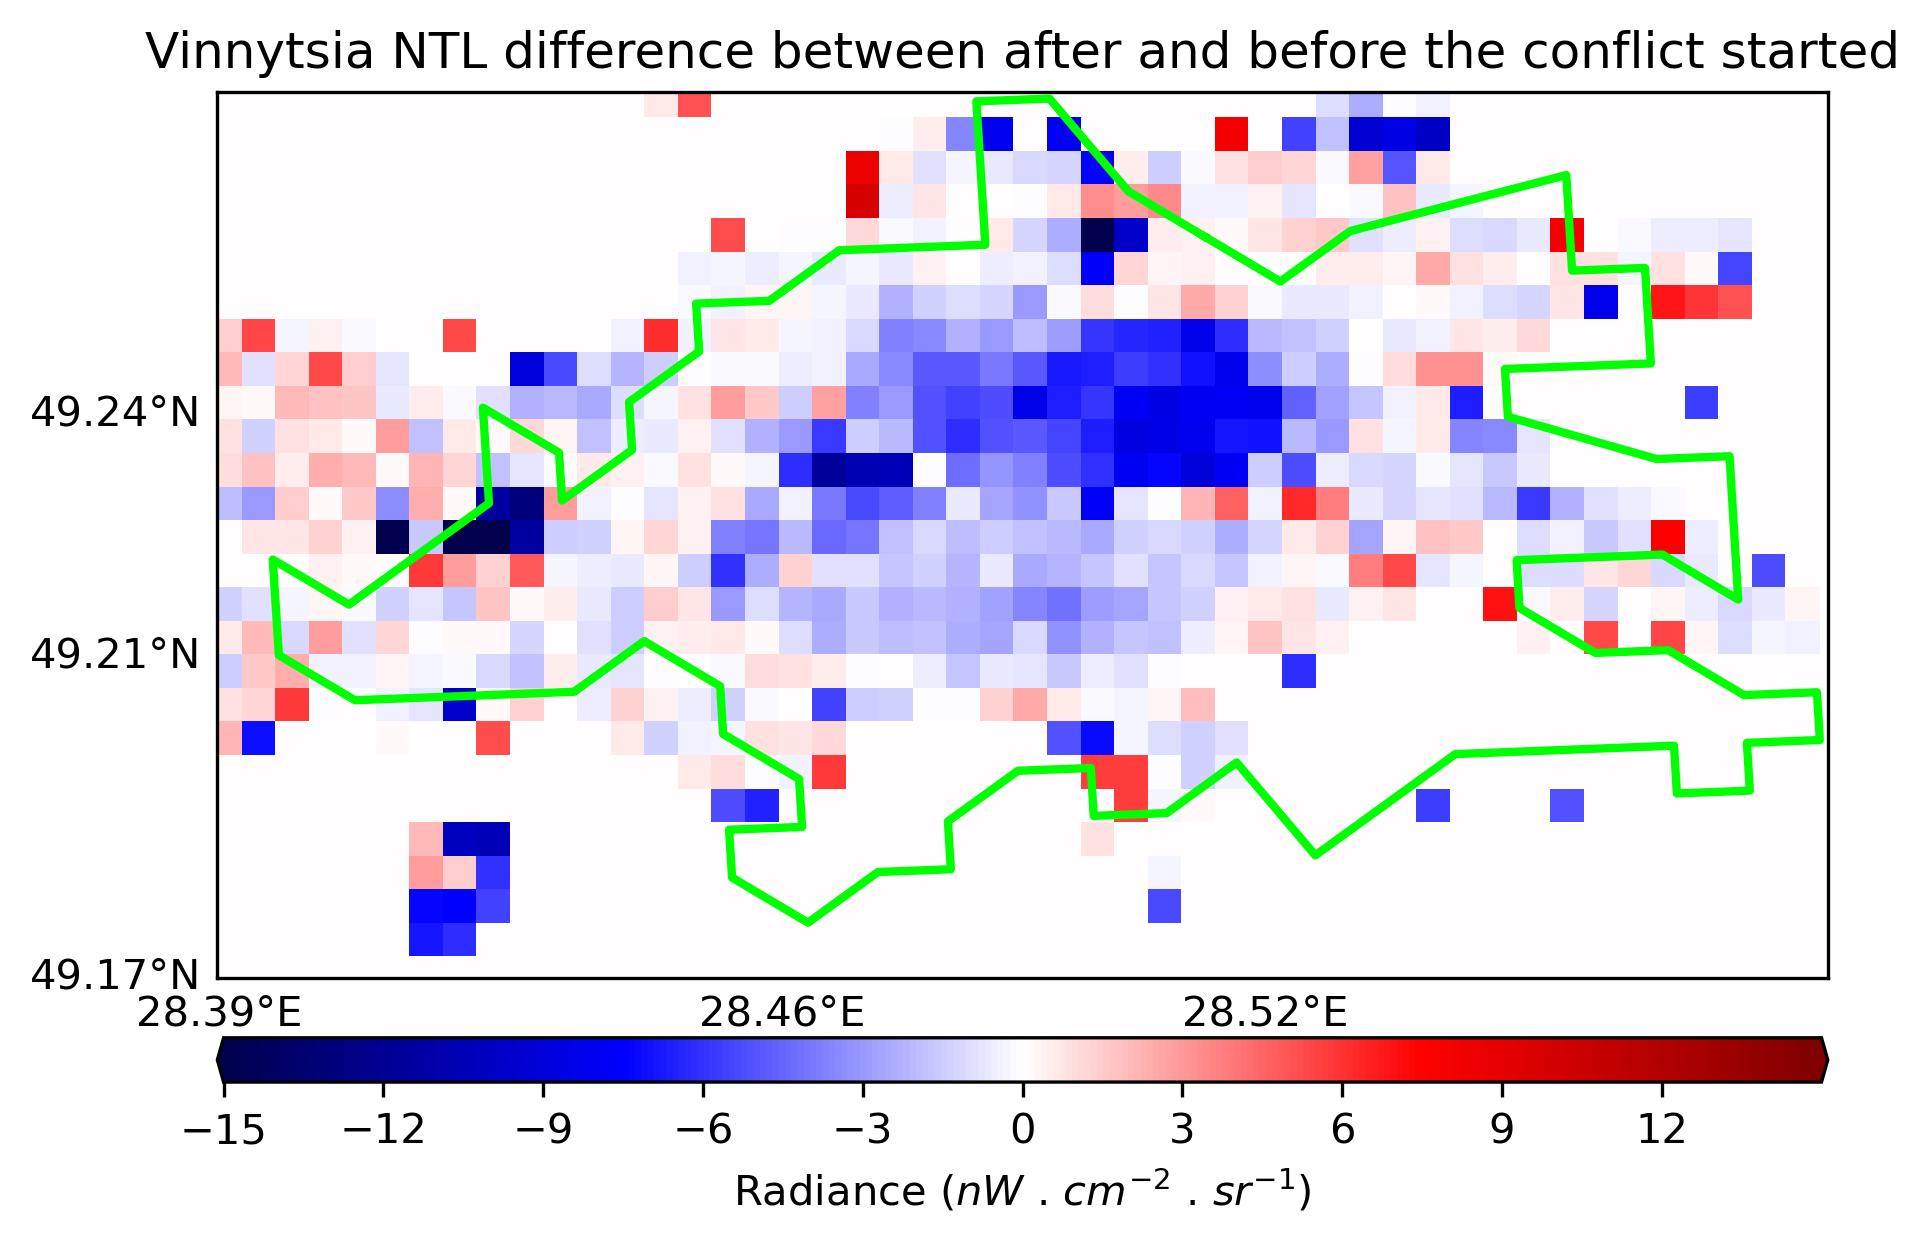 Vinnytsia NTL difference between after and before the conflict started
49.24°N
49.21°N
49.17°N
28.39°E 28.46°E 28.52°E
−15 −12 −9 −6 −3 0 3 6 9 12
Radiance (nW . cm⁻² . sr⁻¹)